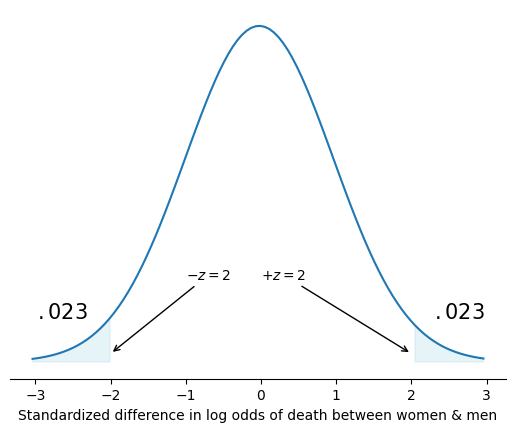 −z = 2 +z = 2
.023 .023
−3 −2 −1 0 1 2 3
Standardized difference in log odds of death between women & men